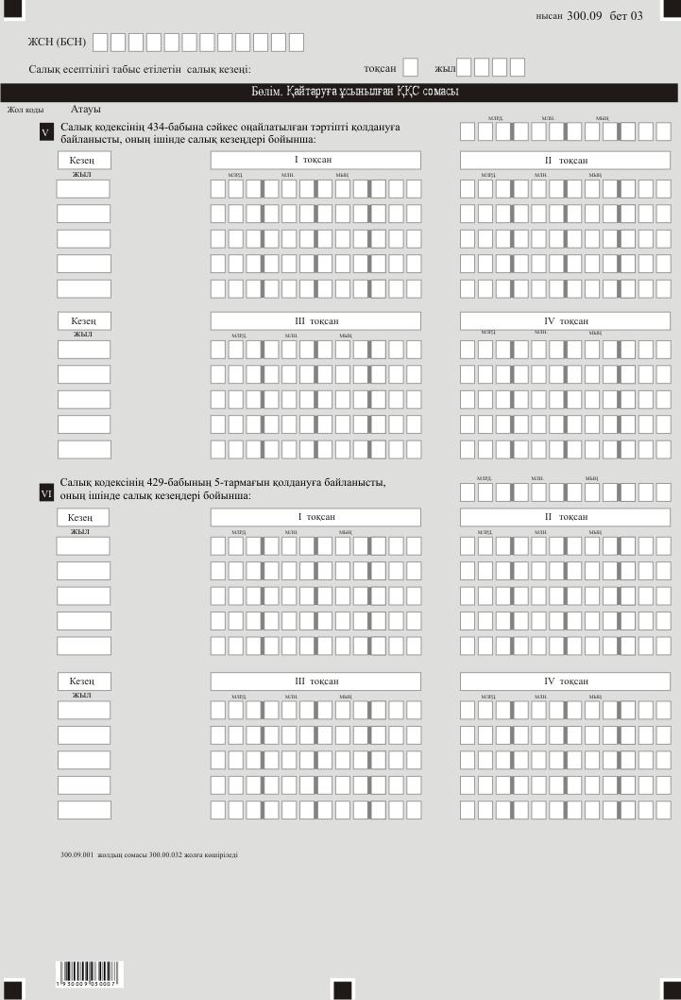 нысан 300.09 бет 03
ЖСН (БСН)
Салық есептілігі табыс етілетін салық кезеңі: тоқсан жыл
Бөлім. Қайтаруға ұсынылған ҚҚС сомасы
Жол коды Атауы
V Салық кодексінің 434-бабына сәйкес оңайлатылған тәртіпті қолдануға
байланысты, оның ішінде салық кезеңдері бойынша:
МЛРД. МЛН. МЫҢ
Кезең I тоқсан II тоқсан
ЖЫЛ МЛРД. МЛН. МЫҢ МЛРД. МЛН. МЫҢ
Кезең III тоқсан IV тоқсан
ЖЫЛ МЛРД. МЛН. МЫҢ МЛРД. МЛН. МЫҢ
VI Салық кодексінің 429-бабының 5-тармағын қолдануға байланысты,
оның ішінде салық кезеңдері бойынша:
МЛРД. МЛН. МЫҢ
Кезең I тоқсан II тоқсан
ЖЫЛ МЛРД. МЛН. МЫҢ МЛРД. МЛН. МЫҢ
Кезең III тоқсан IV тоқсан
ЖЫЛ МЛРД. МЛН. МЫҢ МЛРД. МЛН. МЫҢ
300.09.001 жолдың сомасы 300.00.032 жолға көшіріледі
1 930009 030007